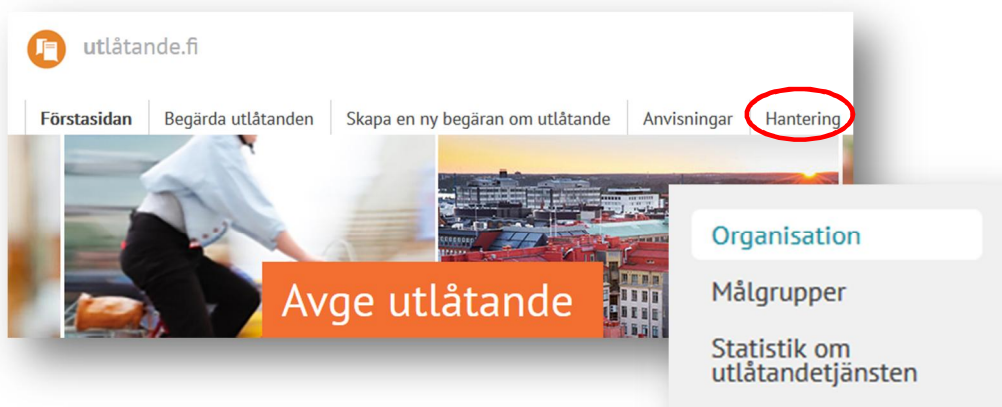 utlåtande.fi
Förstasidan Begärda utlåtanden Skapa en ny begäran om utlåtande Anvisningar Hantering
Avge utlåtande
Organisation
Målgrupper
Statistik om
utlåtandetjänsten